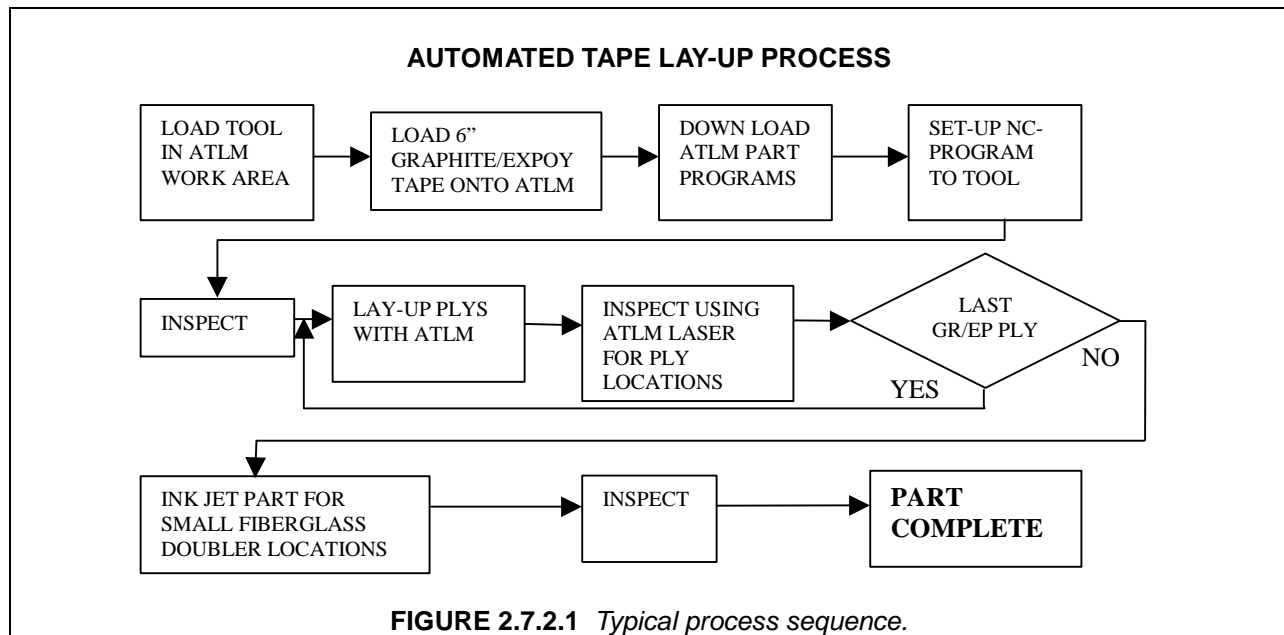 AUTOMATED TAPE LAY-UP PROCESS
LOAD TOOL
IN ATLM
WORK AREA
LOAD 6”
GRAPHITE/EXPOY
TAPE ONTO ATLM
DOWN LOAD
ATLM PART
PROGRAMS
SET-UP NC-
PROGRAM
TO TOOL
INSPECT
LAY-UP PLYS
WITH ATLM
INSPECT USING
ATLM LASER
FOR PLY
LOCATIONS
LAST
GR/EP PLY
NO
YES
INK JET PART FOR
SMALL FIBERGLASS
DOUBLER LOCATIONS
INSPECT
PART
COMPLETE
FIGURE 2.7.2.1 Typical process sequence.